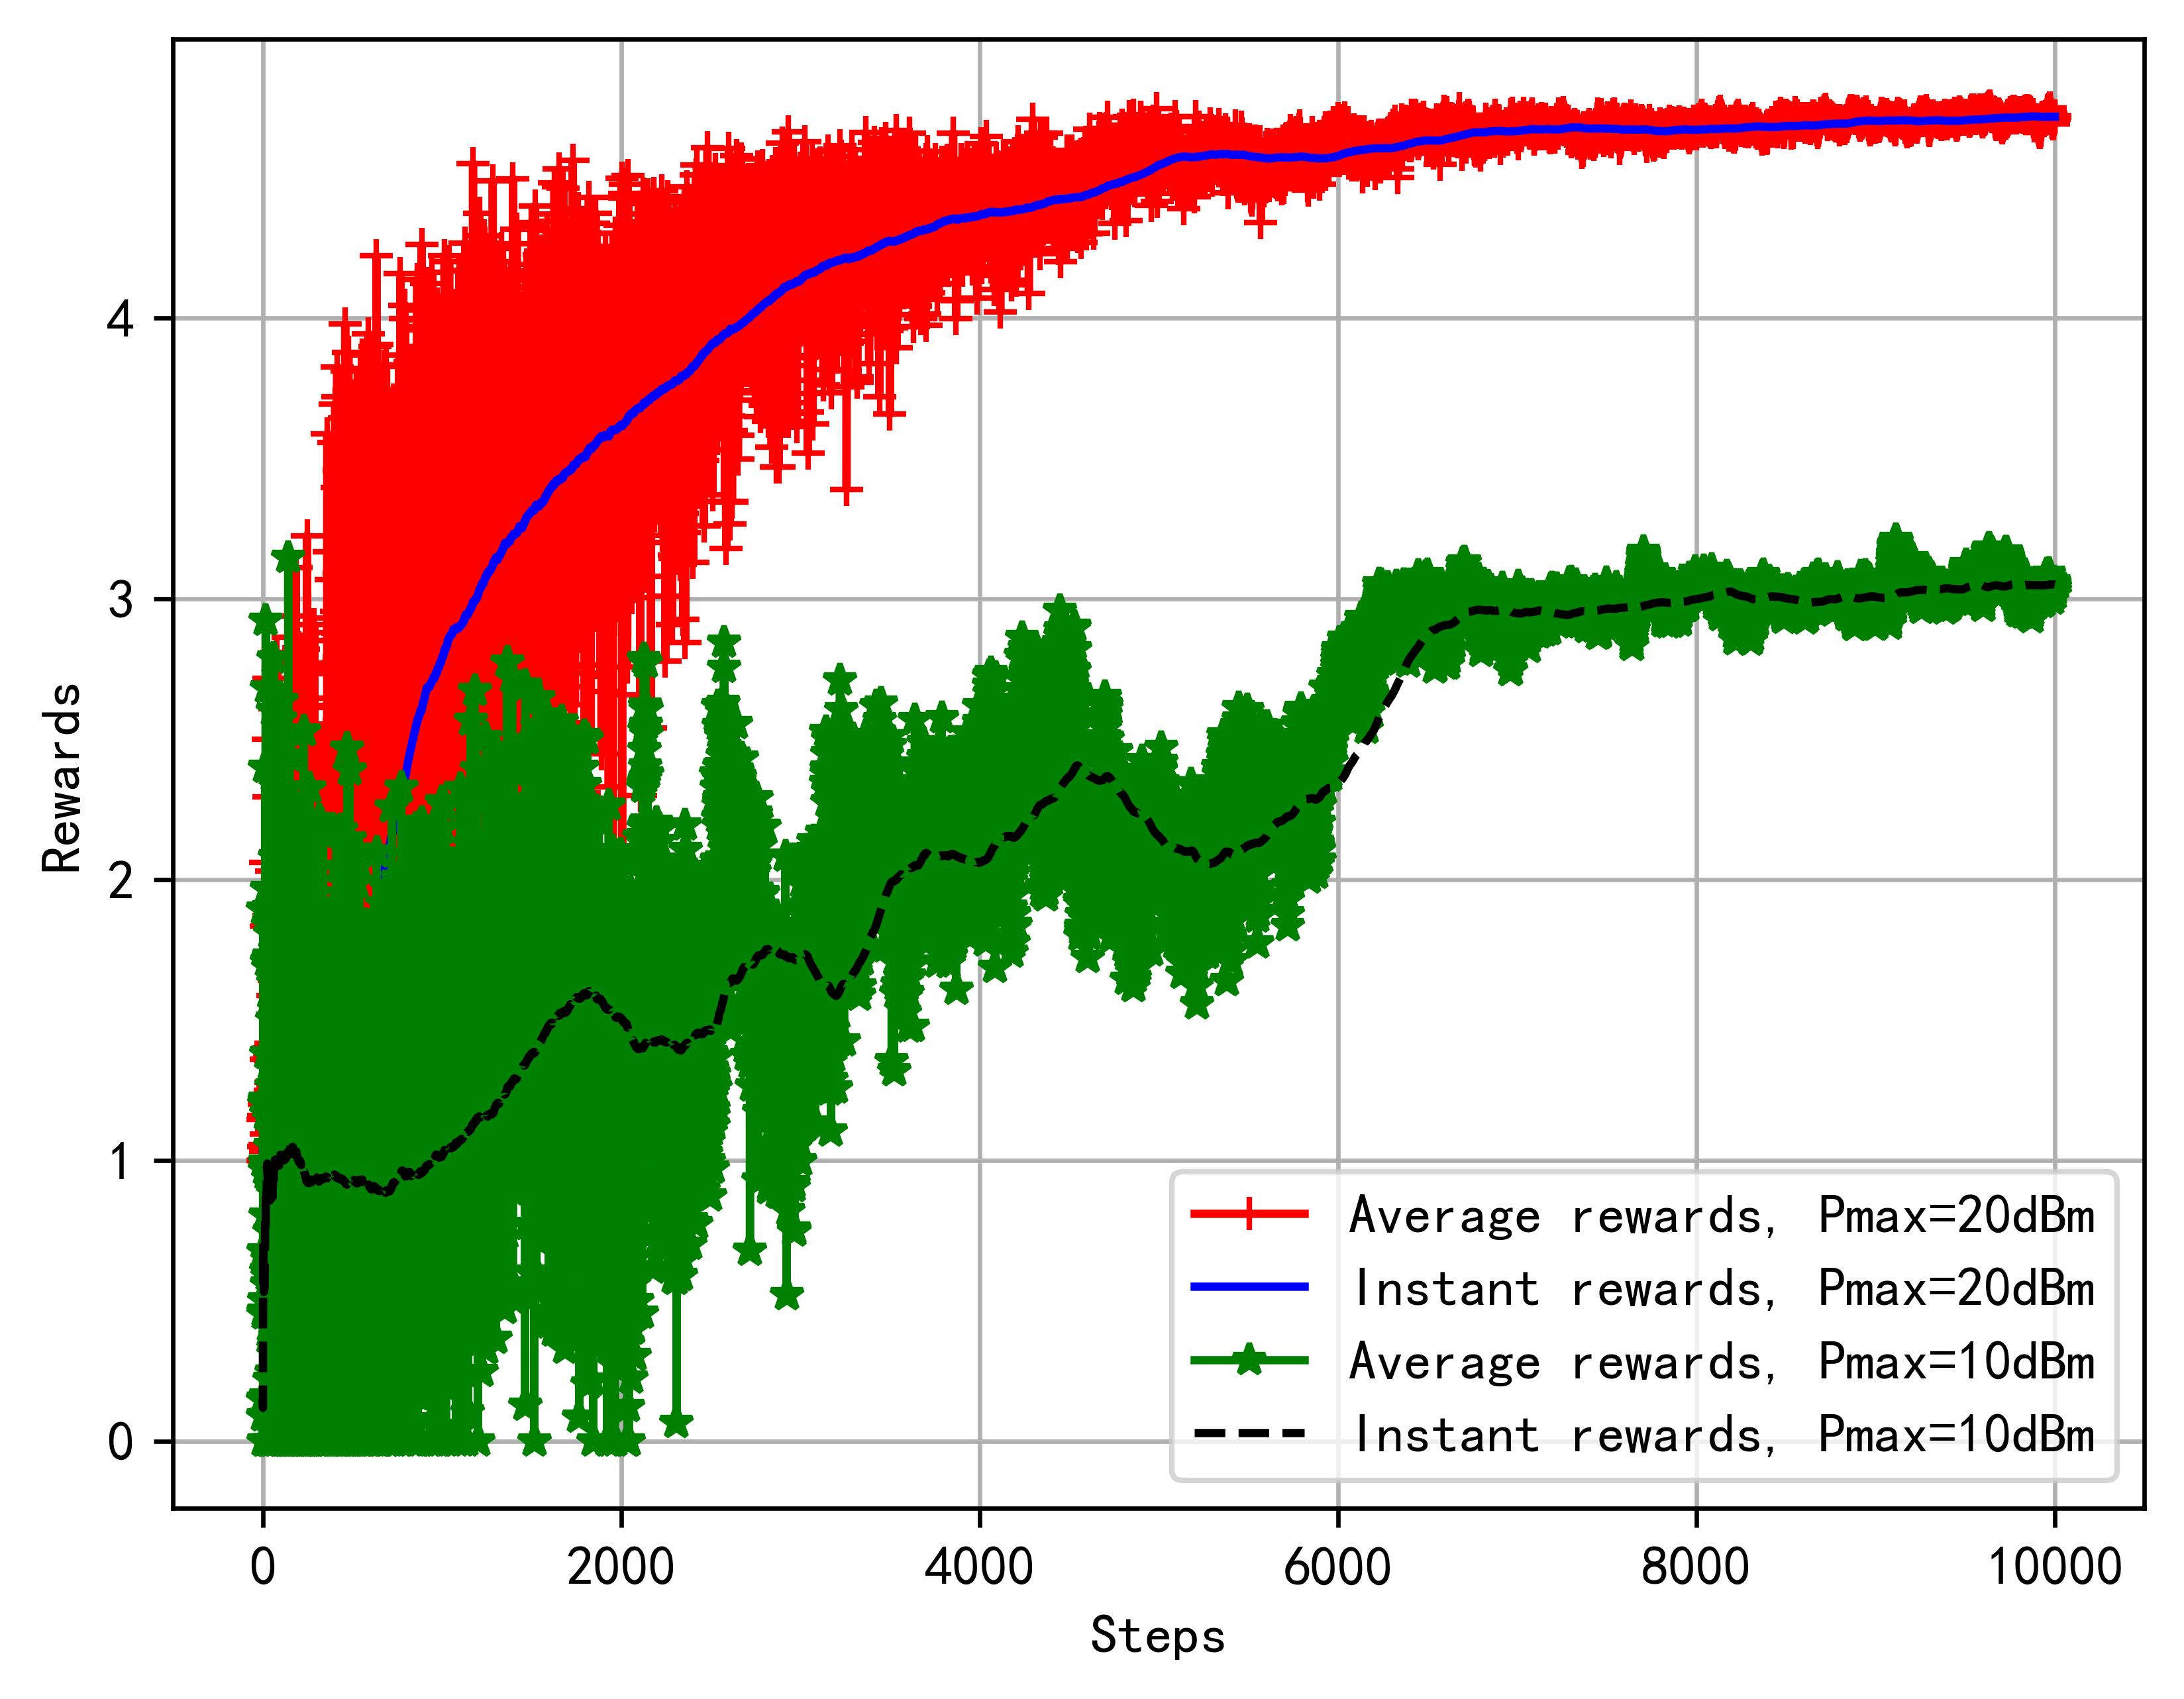 Rewards
4
3
2
1
0
Average rewards, Pmax=20dBm
Instant rewards, Pmax=20dBm
Average rewards, Pmax=10dBm
Instant rewards, Pmax=10dBm
0 2000 4000 6000 8000 10000
Steps